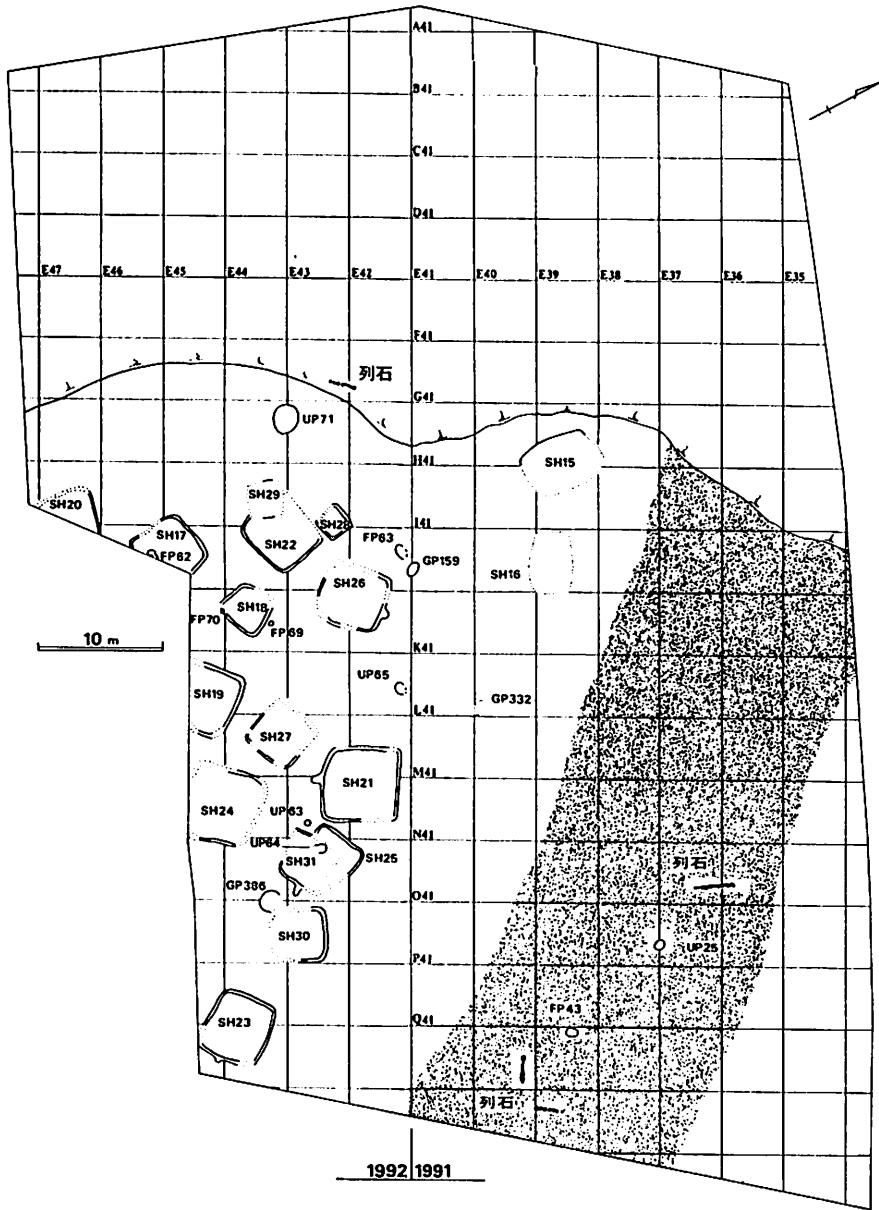 A41
B41
C41
D41
E47 E46 E45 E44 E43 E42 E41 E40 E39 E38 E37 E36 E35
F41
列石
G41
UP71
H41
SH15
SH29
SH20
SH28
I41
SH17
FP63
SH22
FP62
GP159
SH16
SH26
SH18
FP70
FP69
10 m
K41
UP65
SH19
GP332
L41
SH27
M41
SH21
SH24
UP63
N41
UP64
SH31
SH25
列石
GP386
O41
SH30
UP25
P41
FP43
SH23
Q41
列石
1992 1991